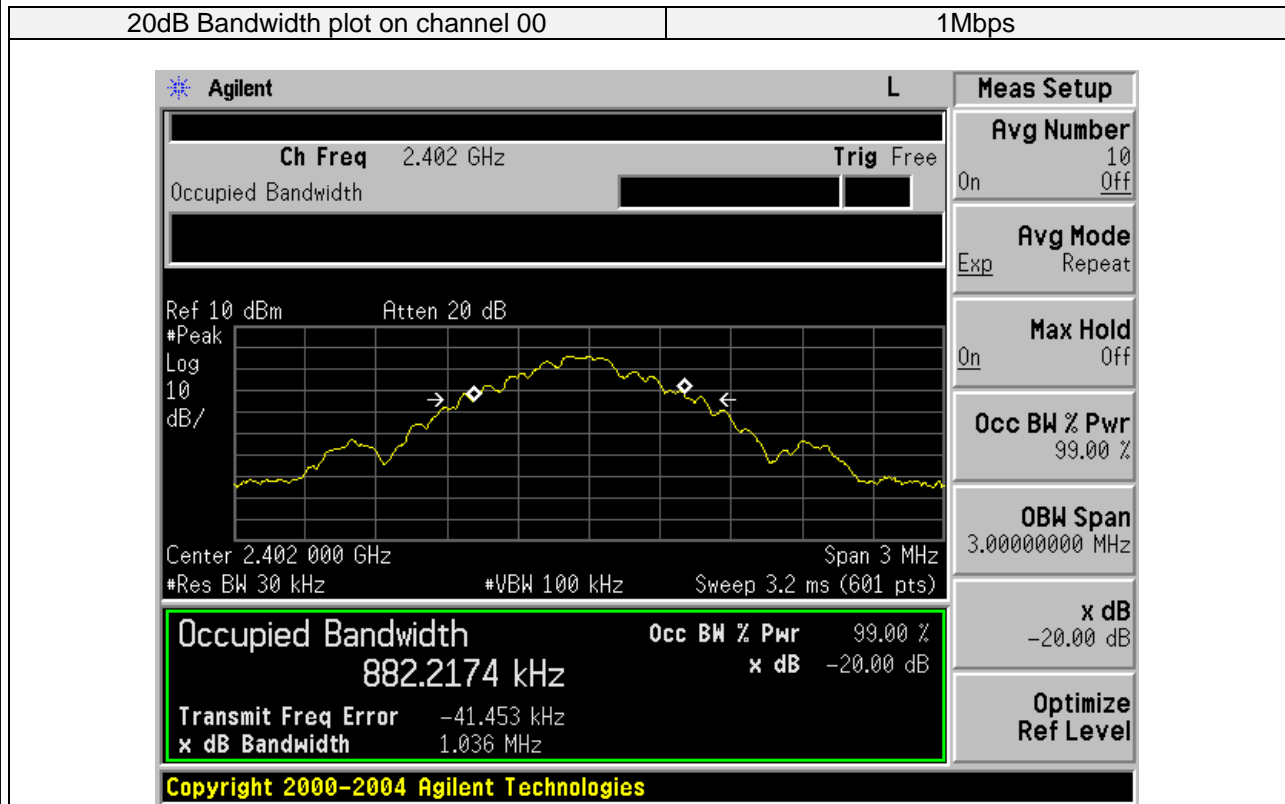 20dB Bandwidth plot on channel 00
1Mbps
Agilent
L
Ch Freq 2.402 GHz
Trig Free
Occupied Bandwidth
Ref 10 dBm
Atten 20 dB
#Peak
Log
10
dB/
Center 2.402 000 GHz
Span 3 MHz
#Res BW 30 kHz
#VBW 100 kHz
Sweep 3.2 ms (601 pts)
Occupied Bandwidth
882.2174 kHz
Occ BW % Pwr 99.00 %
x dB -20.00 dB
Transmit Freq Error -41.453 kHz
x dB Bandwidth 1.036 MHz
Copyright 2000-2004 Agilent Technologies
Meas Setup
Avg Number
10
On Off
Avg Mode
Exp Repeat
Max Hold
On Off
Occ BW % Pwr
99.00 %
OBW Span
3.00000000 MHz
x dB
-20.00 dB
Optimize
Ref Level